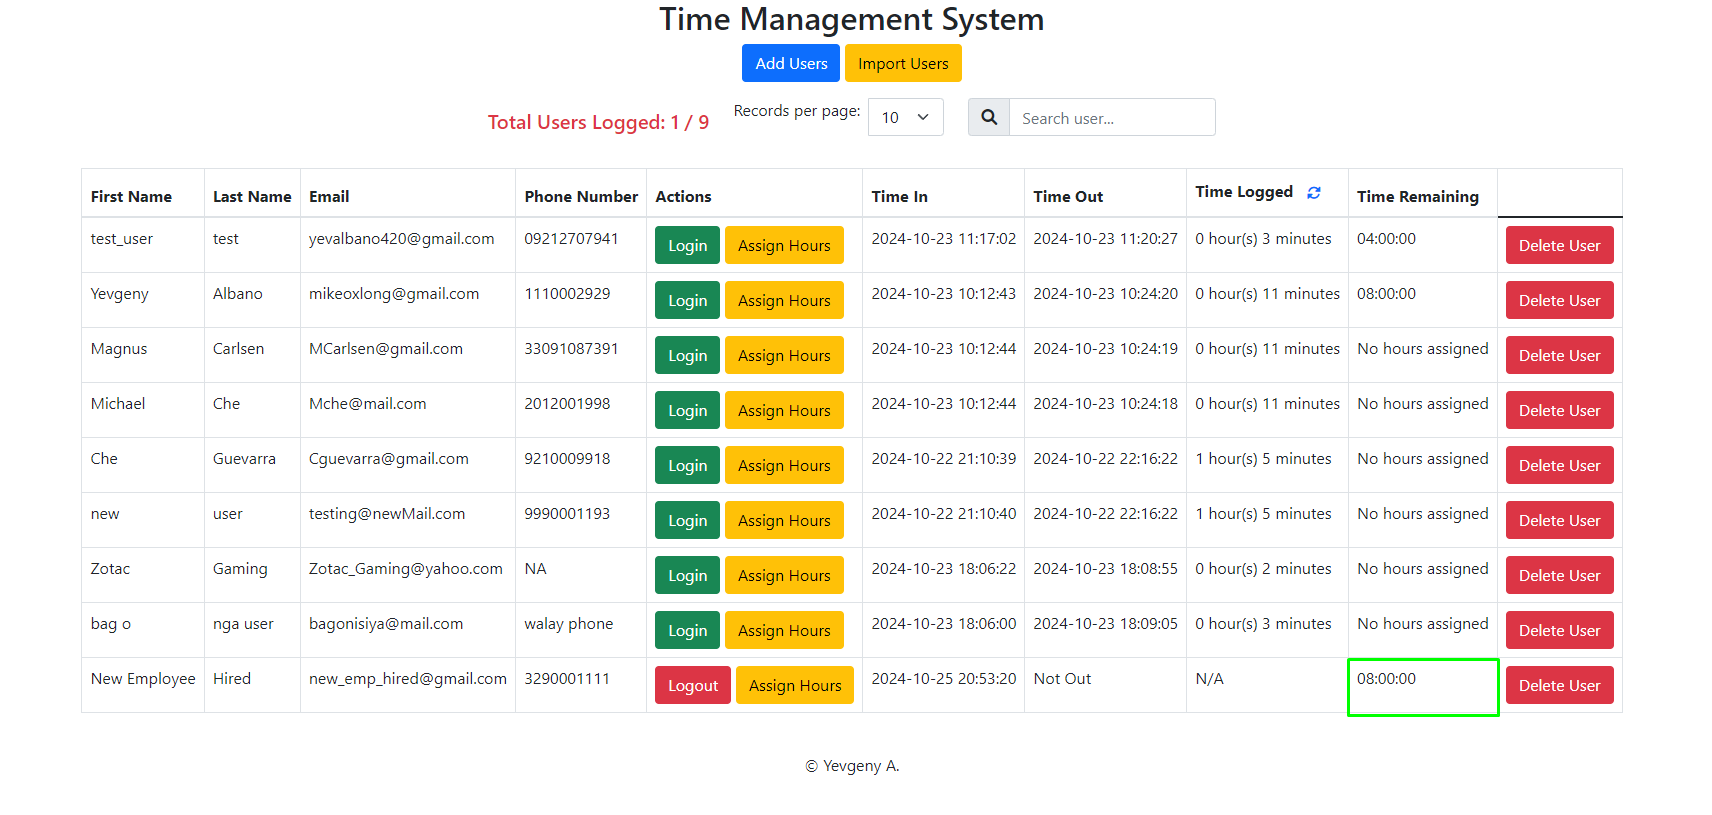 Time Management System
Add Users Import Users
Total Users Logged: 1 / 9 Records per page: 10 Search user...
First Name Last Name Email Phone Number Actions Time In Time Out Time Logged Time Remaining
test_user test yevalbano420@gmail.com 09212707941 Login Assign Hours 2024-10-23 11:17:02 2024-10-23 11:20:27 0 hour(s) 3 minutes 04:00:00 Delete User
Yevgeny Albano mikeoxlong@gmail.com 1110002929 Login Assign Hours 2024-10-23 10:12:43 2024-10-23 10:24:20 0 hour(s) 11 minutes 08:00:00 Delete User
Magnus Carlsen MCarlsen@gmail.com 33091087391 Login Assign Hours 2024-10-23 10:12:44 2024-10-23 10:24:19 0 hour(s) 11 minutes No hours assigned Delete User
Michael Che Mche@mail.com 2012001998 Login Assign Hours 2024-10-23 10:12:44 2024-10-23 10:24:18 0 hour(s) 11 minutes No hours assigned Delete User
Che Guevarra Cguevarra@gmail.com 9210009918 Login Assign Hours 2024-10-22 21:10:39 2024-10-22 22:16:22 1 hour(s) 5 minutes No hours assigned Delete User
new user testing@newMail.com 9990001193 Login Assign Hours 2024-10-22 21:10:40 2024-10-22 22:16:22 1 hour(s) 5 minutes No hours assigned Delete User
Zotac Gaming Zotac_Gaming@yahoo.com NA Login Assign Hours 2024-10-23 18:06:22 2024-10-23 18:08:55 0 hour(s) 2 minutes No hours assigned Delete User
bag o nga user bagonisiya@mail.com walay phone Login Assign Hours 2024-10-23 18:06:00 2024-10-23 18:09:05 0 hour(s) 3 minutes No hours assigned Delete User
New Employee Hired new_emp_hired@gmail.com 3290001111 Logout Assign Hours 2024-10-25 20:53:20 Not Out N/A 08:00:00 Delete User
© Yevgeny A.